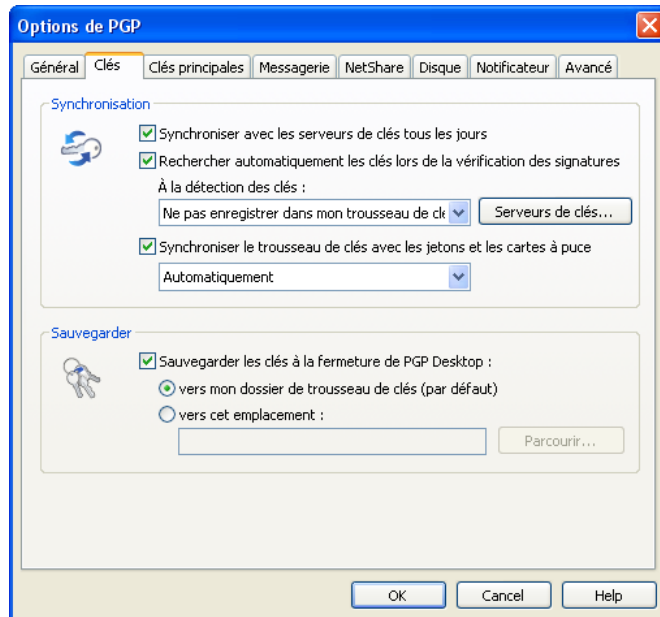 Options de PGP
Général Clés Clés principales Messagerie NetShare Disque Notificateur Avancé
Synchronisation
Synchroniser avec les serveurs de clés tous les jours
Rechercher automatiquement les clés lors de la vérification des signatures
À la détection des clés :
Ne pas enregistrer dans mon trousseau de clé Serveurs de clés...
Synchroniser le trousseau de clés avec les jetons et les cartes à puce
Automatiquement
Sauvegarder
Sauvegarder les clés à la fermeture de PGP Desktop :
vers mon dossier de trousseau de clés (par défaut)
vers cet emplacement :
Parcourir...
OK Cancel Help